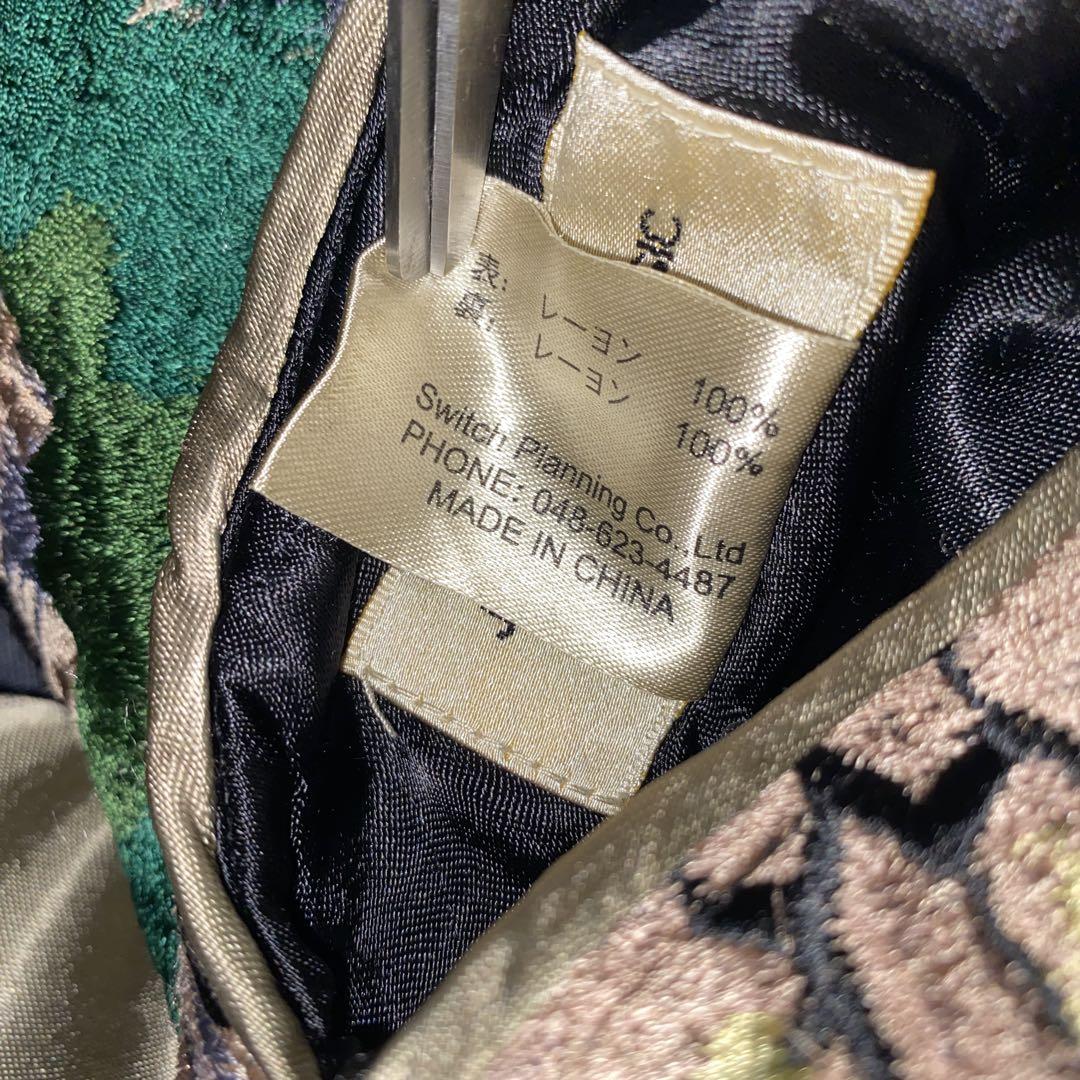 表: レーヨン 100%
裏: レーヨン 100%
Switch Planning Co.,Ltd
PHONE: 048-623-4487
MADE IN CHINA